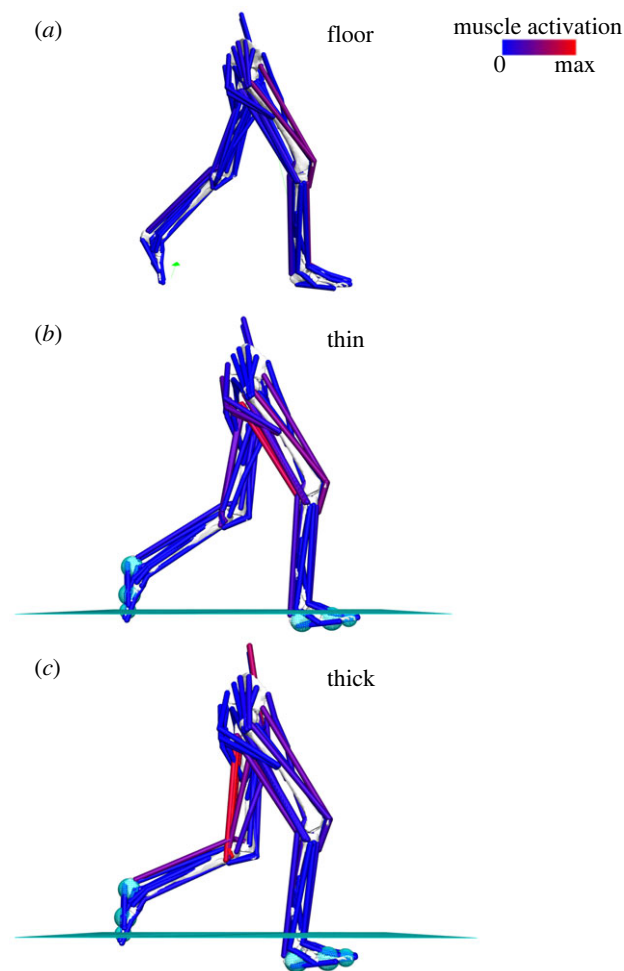 (a)
floor
muscle activation
0
max
(b)
thin
(c)
thick